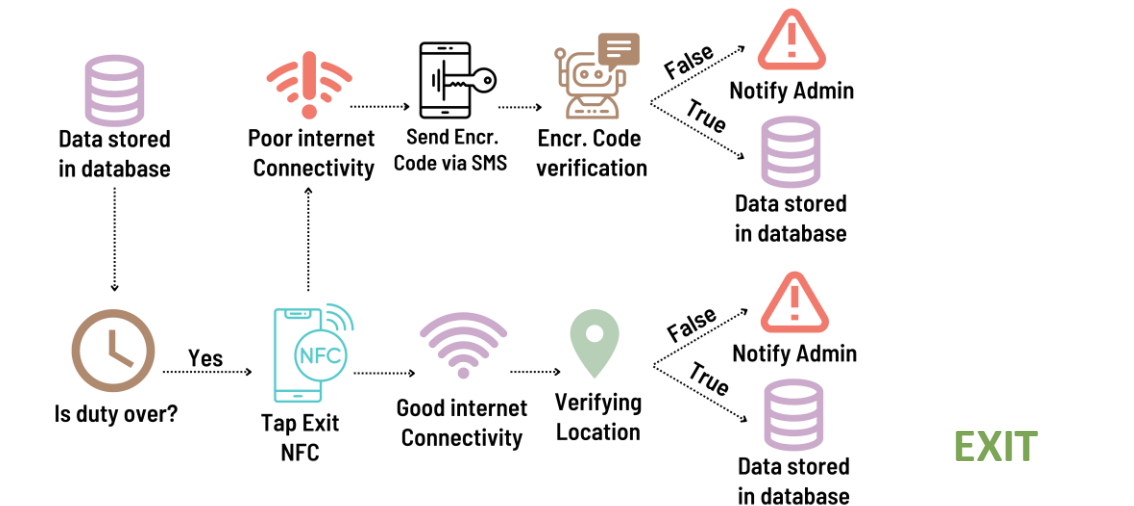 Data stored
in database
Poor internet
Connectivity
Send Encr.
Code via SMS
Encr. Code
verification
False
Notify Admin
True
Data stored
in database
Is duty over?
Yes
NFC
Tap Exit
NFC
Good internet
Connectivity
Verifying
Location
False
Notify Admin
True
Data stored
in database
EXIT